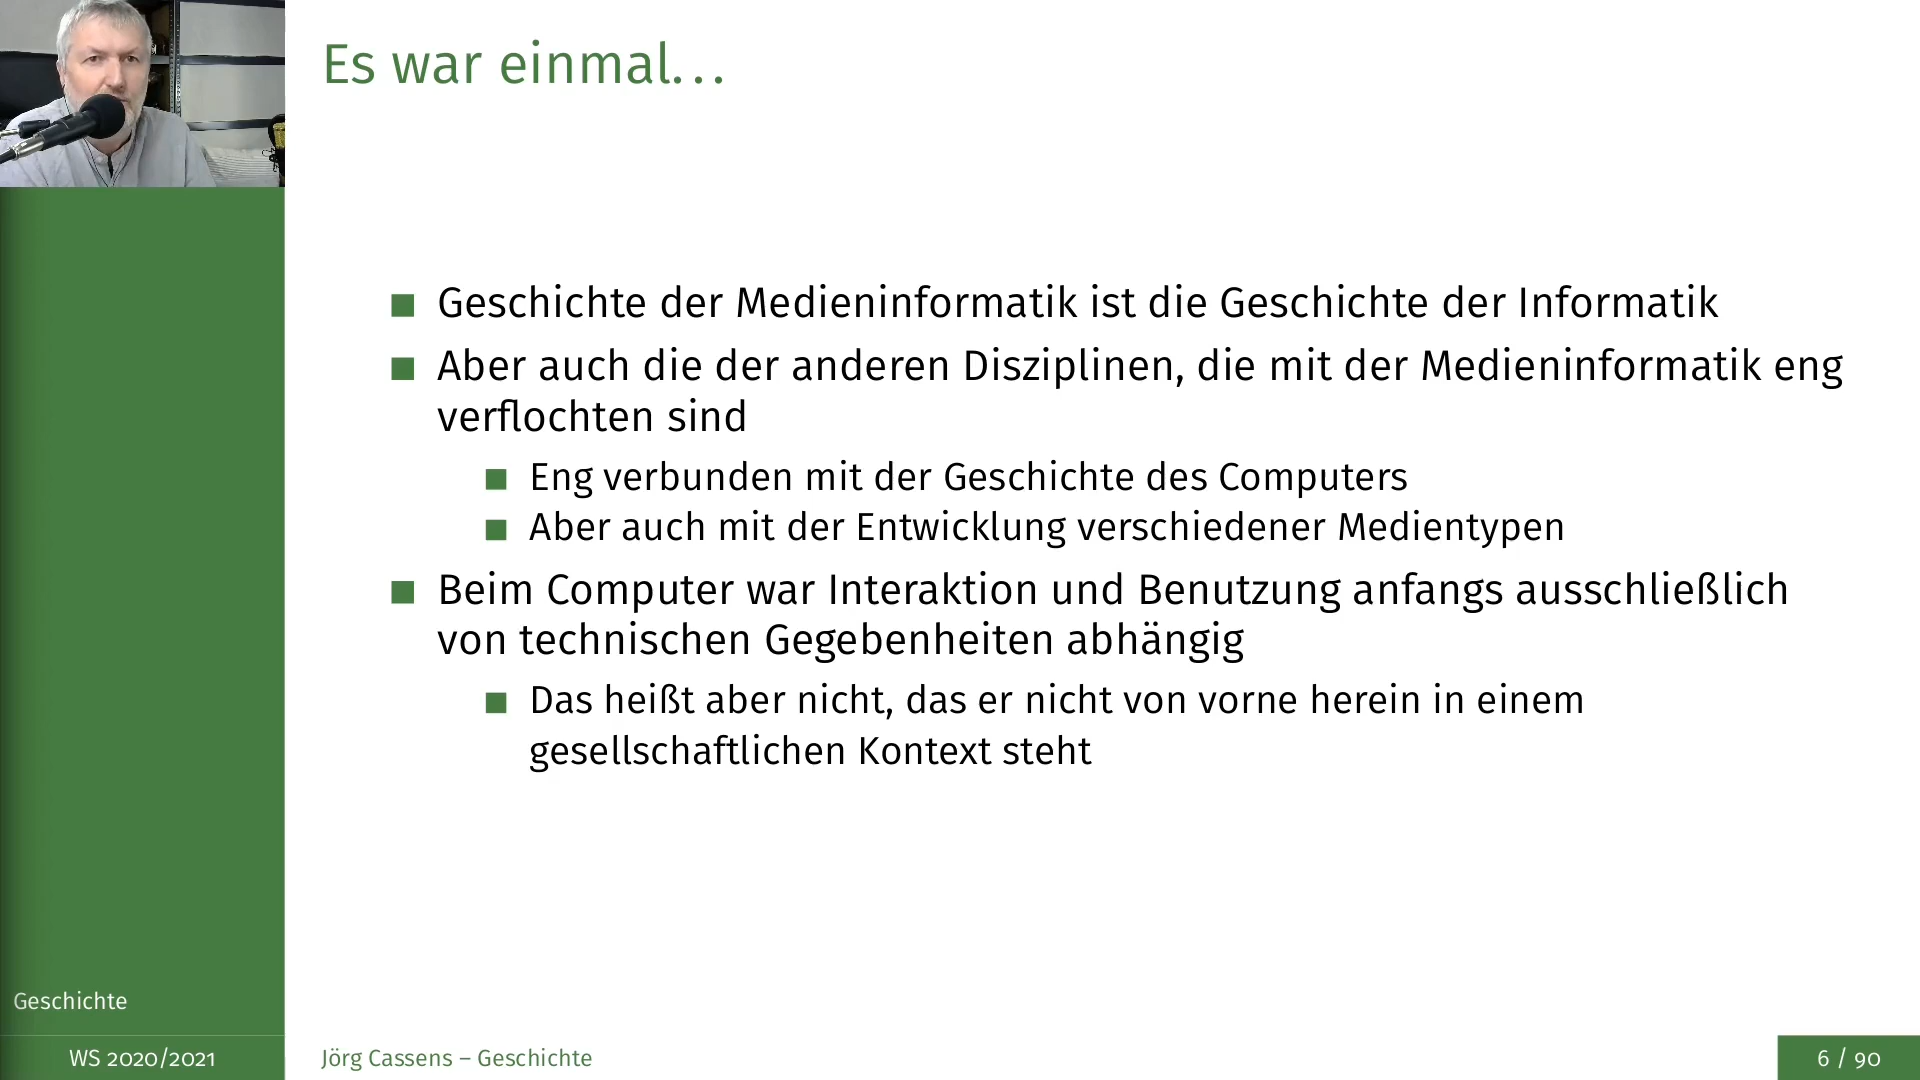 Es war einmal...
Geschichte der Medieninformatik ist die Geschichte der Informatik
Aber auch die der anderen Disziplinen, die mit der Medieninformatik eng
verflochten sind
Eng verbunden mit der Geschichte des Computers
Aber auch mit der Entwicklung verschiedener Medientypen
Beim Computer war Interaktion und Benutzung anfangs ausschließlich
von technischen Gegebenheiten abhängig
Das heißt aber nicht, das er nicht von vorne herein in einem
gesellschaftlichen Kontext steht
Geschichte
WS 2020/2021
Jörg Cassens – Geschichte
6 / 90